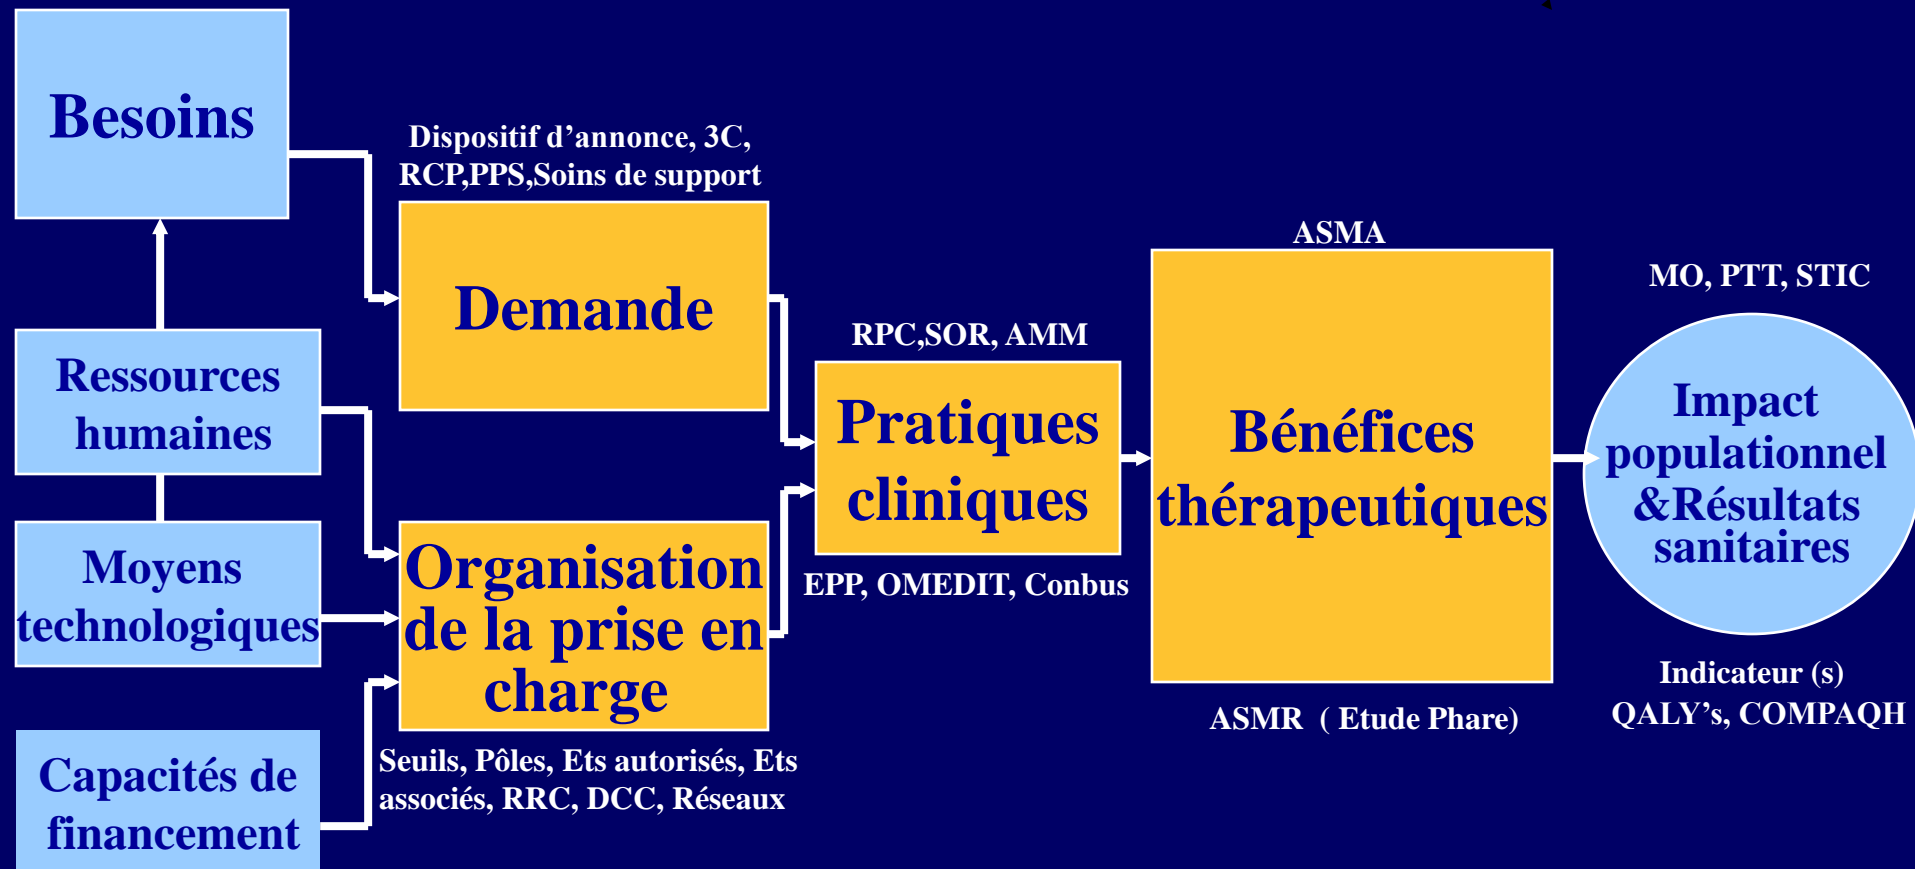 Besoins
Ressources
humaines
Moyens
technologiques
Capacités de
financement
Dispositif d’annonce, 3C,
RCP,PPS,Soins de support
Demande
Organisation
de la prise en
charge
Seuils, Pôles, Ets autorisés, Ets
associés, RRC, DCC, Réseaux
RPC,SOR, AMM
Pratiques
cliniques
EPP, OMEDIT, Conbus
ASMA
Bénéfices
thérapeutiques
ASMR ( Etude Phare)
MO, PTT, STIC
Impact
populationnel
&Résultats
sanitaires
Indicateur (s)
QALY’s, COMPAQH